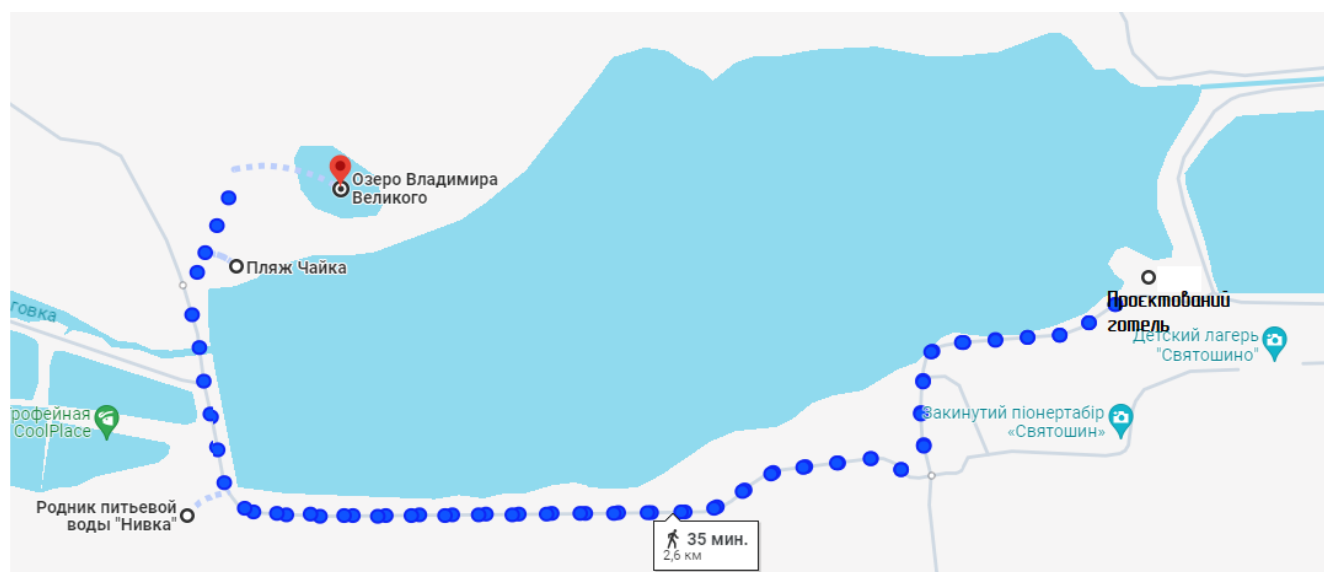 Озеро Владимира
Великого
Пляж Чайка
говка
Проєктований
готель
Детский лагерь
"Святошино"
рофейная
CoolPlace
Закинутий піонертабір
«Святошин»
Родник питьевой
воды "Нивка"
35 мин.
2,6 км